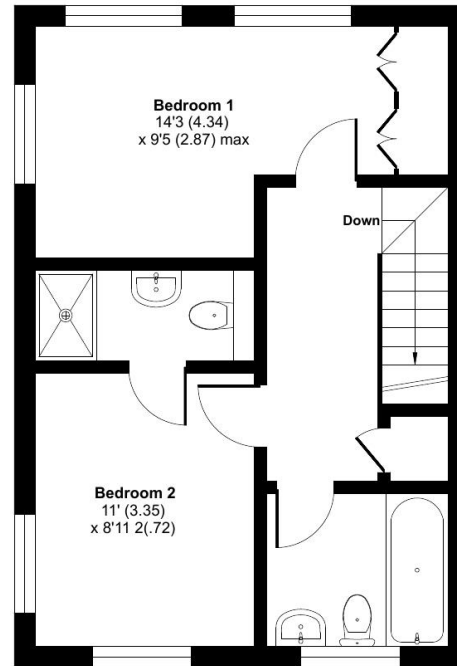 Bedroom 1
14'3 (4.34)
x 9'5 (2.87) max
Down
Bedroom 2
11' (3.35)
x 8'11 2(.72)